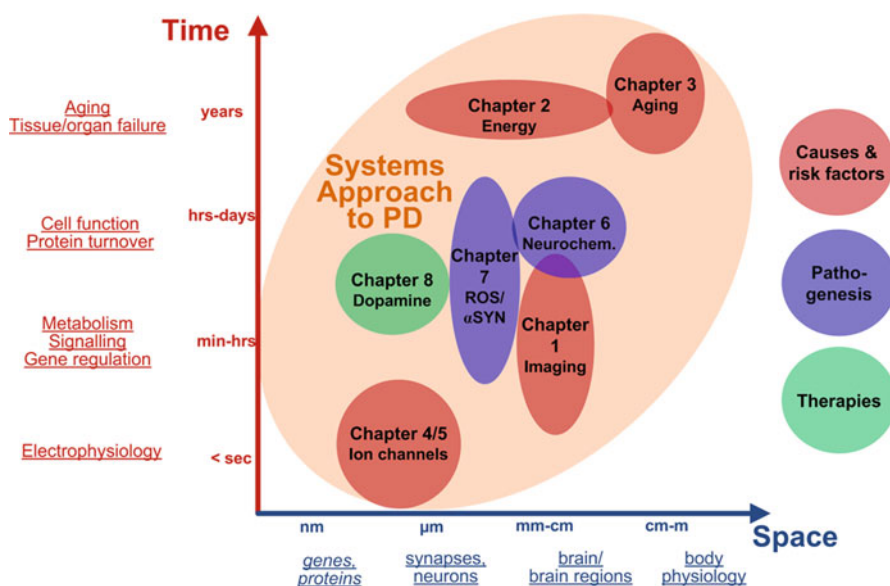 Time
Aging
Tissue/organ failure
years
Chapter 2
Energy
Chapter 3
Aging
Causes &
risk factors
Systems
Approach
to PD
Cell function
Protein turnover
hrs-days
Chapter 6
Neurochem.
Chapter
7
ROS/
αSYN
Chapter 8
Dopamine
Patho-
genesis
Metabolism
Signalling
Gene regulation
min-hrs
Chapter
1
Imaging
Therapies
Electrophysiology
< sec
Chapter 4/5
Ion channels
nm
µm
mm-cm
cm-m
Space
genes,
proteins
synapses,
neurons
brain/
brain regions
body
physiology